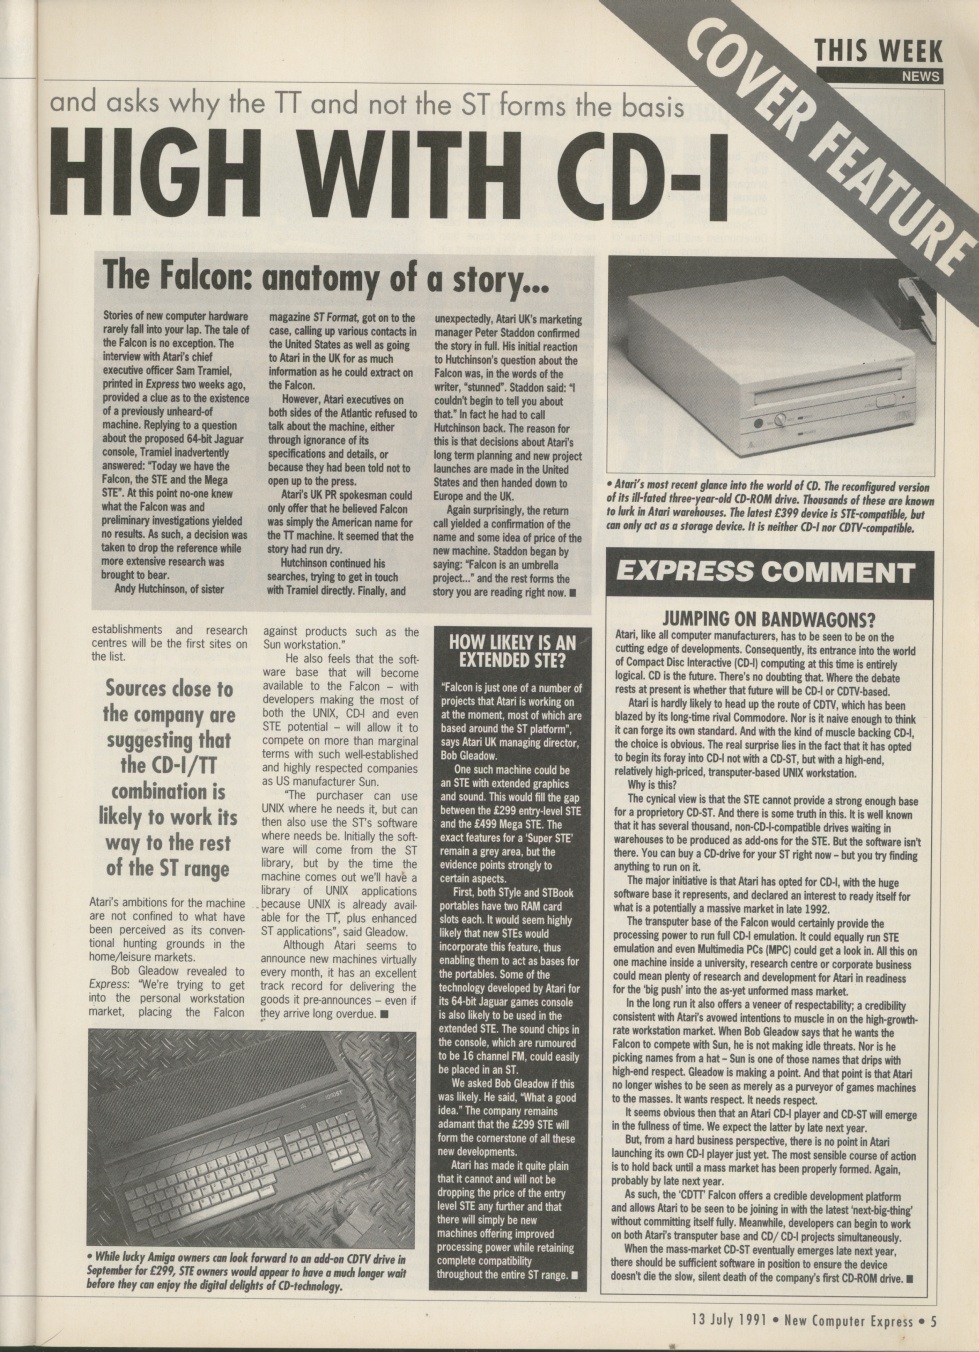 THIS WEEK
NEWS
COVER FEATURE
and asks why the TT and not the ST forms the basis
HIGH WITH CD-I
The Falcon: anatomy of a story...
Stories of new computer hardware
rarely fall into your lap. The tale of
the Falcon is no exception. The
interview with Atari's chief
executive officer Sam Tramiel,
printed in Express two weeks ago,
provided a clue as to the existence
of a previously unheard-of
machine. Replying to a question
about the proposed 64-bit Jaguar
console, Tramiel inadvertently
answered: "Today we have the
Falcon, the STE and the Mega
STE". At this point no-one knew
what the Falcon was and
preliminary investigations yielded
no results. As such, a decision was
taken to drop the reference while
more extensive research was
brought to bear.
Andy Hutchinson, of sister
magazine ST Format, got on to the
case, calling up various contacts in
the United States as well as going
to Atari in the UK for as much
information as he could extract on
the Falcon.
However, Atari executives on
both sides of the Atlantic refused to
talk about the machine, either
through ignorance of its
specifications and details, or
because they had been told not to
open up to the press.
Atari's UK PR spokesman could
only offer that he believed Falcon
was simply the American name for
the TT machine. It seemed that the
story had run dry.
Hutchinson continued his
searches, trying to get in touch
with Tramiel directly. Finally, and
unexpectedly, Atari UK's marketing
manager Peter Staddon confirmed
the story in full. His initial reaction
to Hutchinson's question about the
Falcon was, in the words of the
writer, "stunned". Staddon said: "I
couldn't begin to tell you about
that." In fact he had to call
Hutchinson back. The reason for
this is that decisions about Atari's
long term planning and new project
launches are made in the United
States and then handed down to
Europe and the UK.
Again surprisingly, the return
call yielded a confirmation of the
name and some idea of price of the
new machine. Staddon began by
saying: "Falcon is an umbrella
project..." and the rest forms the
story you are reading right now. ■
• Atari's most recent glance into the world of CD. The reconfigured version
of its ill-fated three-year-old CD-ROM drive. Thousands of these are known
to lurk in Atari warehouses. The latest £399 device is STE-compatible, but
can only act as a storage device. It is neither CD-I nor CDTV-compatible.
establishments and research
centres will be the first sites on
the list.
Sources close to
the company are
suggesting that
the CD-I/TT
combination is
likely to work its
way to the rest
of the ST range
Atari's ambitions for the machine
are not confined to what have
been perceived as its conven-
tional hunting grounds in the
home/leisure markets.
Bob Gleadow revealed to
Express: "We're trying to get
into the personal workstation
market, placing the Falcon
against products such as the
Sun workstation."
He also feels that the soft-
ware base that will become
available to the Falcon – with
developers making the most of
both the UNIX, CD-I and even
STE potential – will allow it to
compete on more than marginal
terms with such well-established
and highly respected companies
as US manufacturer Sun.
"The purchaser can use
UNIX where he needs it, but can
then also use the ST's software
where needs be. Initially the soft-
ware will come from the ST
library, but by the time the
machine comes out we'll have a
library of UNIX applications
because UNIX is already avail-
able for the TT, plus enhanced
ST applications", said Gleadow.
Although Atari seems to
announce new machines virtually
every month, it has an excellent
track record for delivering the
goods it pre-announces – even if
they arrive long overdue. ■
• While lucky Amiga owners can look forward to an add-on CDTV drive in
September for £299, STE owners would appear to have a much longer wait
before they can enjoy the digital delights of CD-technology.
HOW LIKELY IS AN
EXTENDED STE?
"Falcon is just one of a number of
projects that Atari is working on
at the moment, most of which are
based around the ST platform",
says Atari UK managing director,
Bob Gleadow.
One such machine could be
an STE with extended graphics
and sound. This would fill the gap
between the £299 entry-level STE
and the £499 Mega STE. The
exact features for a 'Super STE'
remain a grey area, but the
evidence points strongly to
certain aspects.
First, both STyle and STBook
portables have two RAM card
slots each. It would seem highly
likely that new STEs would
incorporate this feature, thus
enabling them to act as bases for
the portables. Some of the
technology developed by Atari for
its 64-bit Jaguar games console
is also likely to be used in the
extended STE. The sound chips in
the console, which are rumoured
to be 16 channel FM, could easily
be placed in an ST.
We asked Bob Gleadow if this
was likely. He said, "What a good
idea." The company remains
adamant that the £299 STE will
form the cornerstone of all these
new developments.
Atari has made it quite plain
that it cannot and will not be
dropping the price of the entry
level STE any further and that
there will simply be new
machines offering improved
processing power while retaining
complete compatibility
throughout the entire ST range. ■
EXPRESS COMMENT
JUMPING ON BANDWAGONS?
Atari, like all computer manufacturers, has to be seen to be on the
cutting edge of developments. Consequently, its entrance into the world
of Compact Disc Interactive (CD-I) computing at this time is entirely
logical. CD is the future. There's no doubting that. Where the debate
rests at present is whether that future will be CD-I or CDTV-based.
Atari is hardly likely to head up the route of CDTV, which has been
blazed by its long-time rival Commodore. Nor is it naive enough to think
it can forge its own standard. And with the kind of muscle backing CD-I,
the choice is obvious. The real surprise lies in the fact that it has opted
to begin its foray into CD-I not with a CD-ST, but with a high-end,
relatively high-priced, transputer-based UNIX workstation.
Why is this?
The cynical view is that the STE cannot provide a strong enough base
for a proprietory CD-ST. And there is some truth in this. It is well known
that it has several thousand, non-CD-I-compatible drives waiting in
warehouses to be produced as add-ons for the STE. But the software isn't
there. You can buy a CD-drive for your ST right now – but you try finding
anything to run on it.
The major initiative is that Atari has opted for CD-I, with the huge
software base it represents, and declared an interest to ready itself for
what is a potentially a massive market in late 1992.
The transputer base of the Falcon would certainly provide the
processing power to run full CD-I emulation. It could equally run STE
emulation and even Multimedia PCs (MPC) could get a look in. All this on
one machine inside a university, research centre or corporate business
could mean plenty of research and development for Atari in readiness
for the 'big push' into the as-yet unformed mass market.
In the long run it also offers a veneer of respectability; a credibility
consistent with Atari's avowed intentions to muscle in on the high-growth-
rate workstation market. When Bob Gleadow says that he wants the
Falcon to compete with Sun, he is not making idle threats. Nor is he
picking names from a hat – Sun is one of those names that drips with
high-end respect. Gleadow is making a point. And that point is that Atari
no longer wishes to be seen as merely as a purveyor of games machines
to the masses. It wants respect. It needs respect.
It seems obvious then that an Atari CD-I player and CD-ST will emerge
in the fullness of time. We expect the latter by late next year.
But, from a hard business perspective, there is no point in Atari
launching its own CD-I player just yet. The most sensible course of action
is to hold back until a mass market has been properly formed. Again,
probably by late next year.
As such, the 'CDTT' Falcon offers a credible development platform
and allows Atari to be seen to be joining in with the latest 'next-big-thing'
without committing itself fully. Meanwhile, developers can begin to work
on both Atari's transputer base and CD/ CD-I projects simultaneously.
When the mass-market CD-ST eventually emerges late next year,
there should be sufficient software in position to ensure the device
doesn't die the slow, silent death of the company's first CD-ROM drive. ■
13 July 1991 • New Computer Express • 5